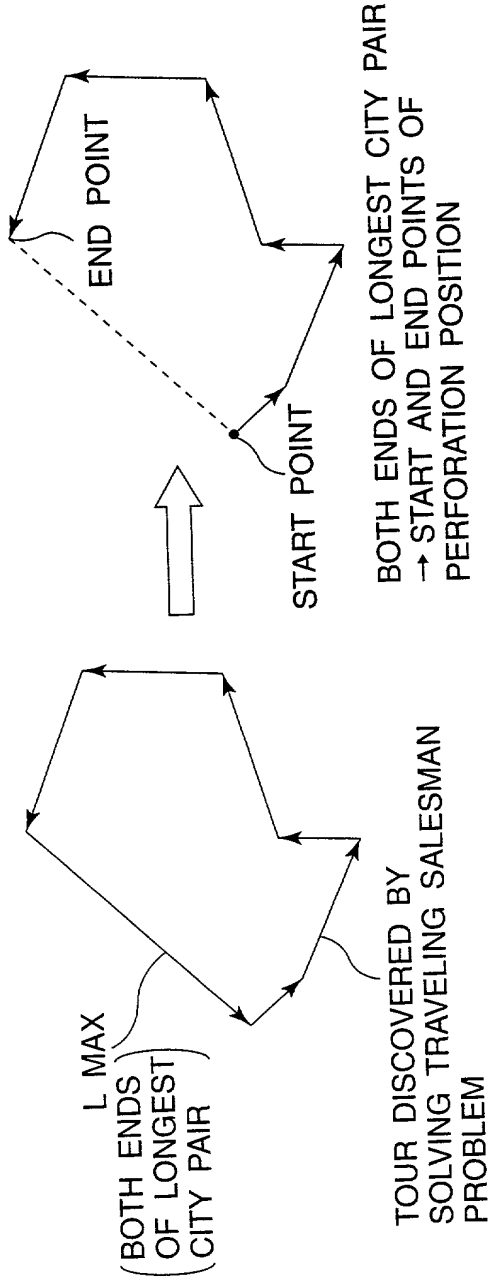 L MAX
(BOTH ENDS
OF LONGEST
CITY PAIR)
TOUR DISCOVERED BY
SOLVING TRAVELING SALESMAN
PROBLEM
END POINT
START POINT
BOTH ENDS OF LONGEST CITY PAIR
→ START AND END POINTS OF
PERFORATION POSITION